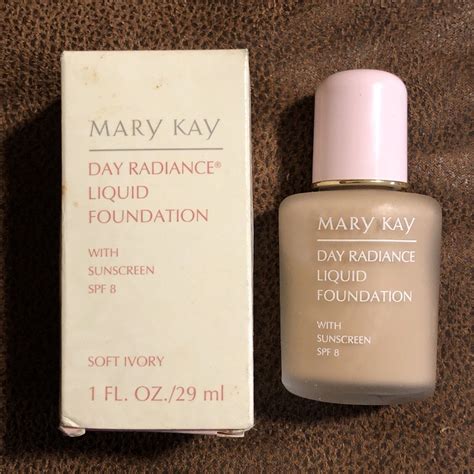 MARY KAY
DAY RADIANCE®
LIQUID
FOUNDATION
WITH
SUNSCREEN
SPF 8
SOFT IVORY
1 FL. OZ./29 ml
MARY KAY
DAY RADIANCE
LIQUID
FOUNDATION
WITH
SUNSCREEN
SPF 8